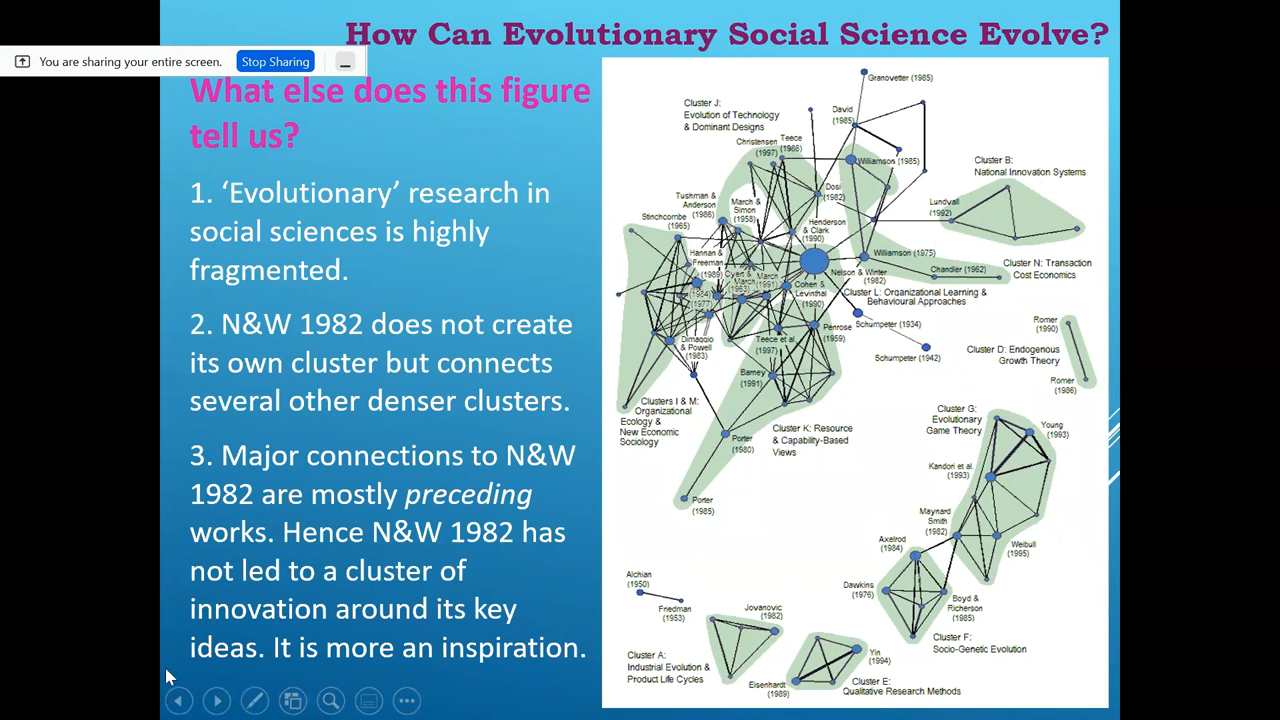 How Can Evolutionary Social Science Evolve?
You are sharing your entire screen.
Stop Sharing
What else does this figure
tell us?
1. ‘Evolutionary’ research in
social sciences is highly
fragmented.
2. N&W 1982 does not create
its own cluster but connects
several other denser clusters.
3. Major connections to N&W
1982 are mostly preceding
works. Hence N&W 1982 has
not led to a cluster of
innovation around its key
ideas. It is more an inspiration.
Granovetter (1985)
Cluster J:
Evolution of Technology
& Dominant Designs
David
(1985)
Christensen
(1997)
Teece
(1986)
Williamson (1985)
Cluster B:
National Innovation Systems
Tushman &
Anderson
(1986)
March &
Simon
(1958)
Dosi
(1982)
Lundvall
(1992)
Stinchcombe
(1965)
Henderson
& Clark
(1990)
Hannan &
Freeman
(1989)
(1984)
(1977)
Cyert &
March
(1963)
March
(1991)
Williamson (1975)
Nelson & Winter
(1982)
Chandler (1962)
Cluster N: Transaction
Cost Economics
Cohen &
Levinthal
(1990)
Cluster L: Organizational Learning &
Behavioural Approaches
Schumpeter (1934)
Penrose
(1959)
Schumpeter (1942)
Romer
(1990)
Dimaggio
& Powell
(1983)
Teece et al.
(1997)
Cluster D: Endogenous
Growth Theory
Romer
(1986)
Barney
(1991)
Clusters I & M:
Organizational
Ecology &
New Economic
Sociology
Cluster K: Resource
& Capability-Based
Views
Porter
(1980)
Porter
(1985)
Cluster G:
Evolutionary
Game Theory
Young
(1993)
Kandori et al.
(1993)
Maynard
Smith
(1982)
Weibull
(1995)
Axelrod
(1984)
Dawkins
(1976)
Boyd &
Richerson
(1985)
Cluster F:
Socio-Genetic Evolution
Alchian
(1950)
Friedman
(1953)
Jovanovic
(1982)
Cluster A:
Industrial Evolution &
Product Life Cycles
Yin
(1994)
Eisenhardt
(1989)
Cluster E:
Qualitative Research Methods